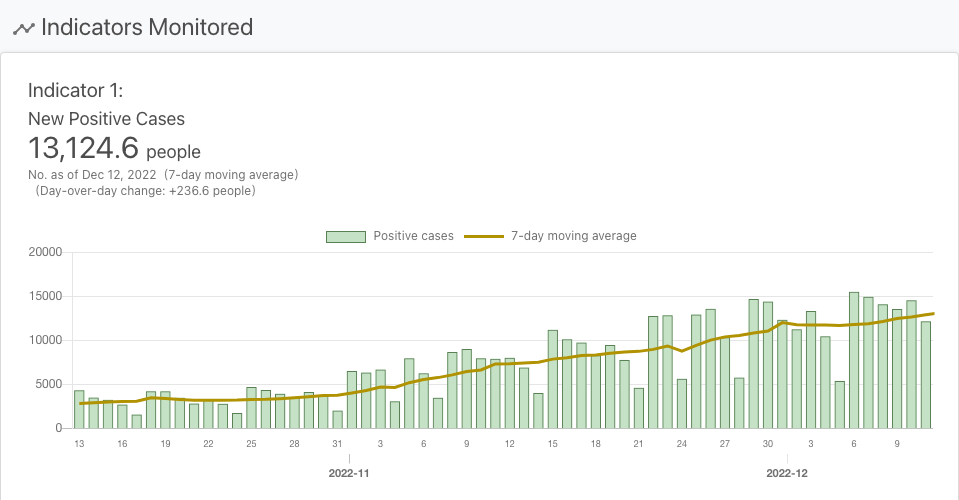 Indicators Monitored
Indicator 1:
New Positive Cases
13,124.6 people
No. as of Dec 12, 2022 (7-day moving average)
(Day-over-day change: +236.6 people)
Positive cases 7-day moving average
20000
15000
10000
5000
0
13 16 19 22 25 28 31 3 6 9 12 15 18 21 24 27 30 3 6 9
2022-11 2022-12